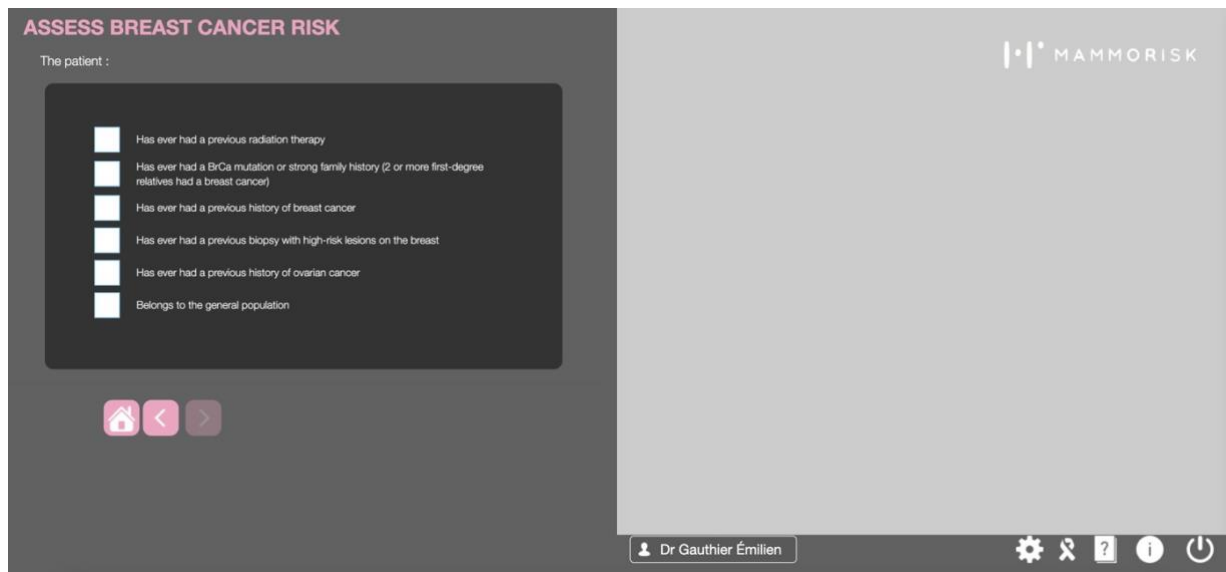 ASSESS BREAST CANCER RISK
The patient :
Has ever had a previous radiation therapy
Has ever had a BrCa mutation or strong family history (2 or more first-degree
relatives had a breast cancer)
Has ever had a previous history of breast cancer
Has ever had a previous biopsy with high-risk lesions on the breast
Has ever had a previous history of ovarian cancer
Belongs to the general population
MAMMORISK
Dr Gauthier Émilien